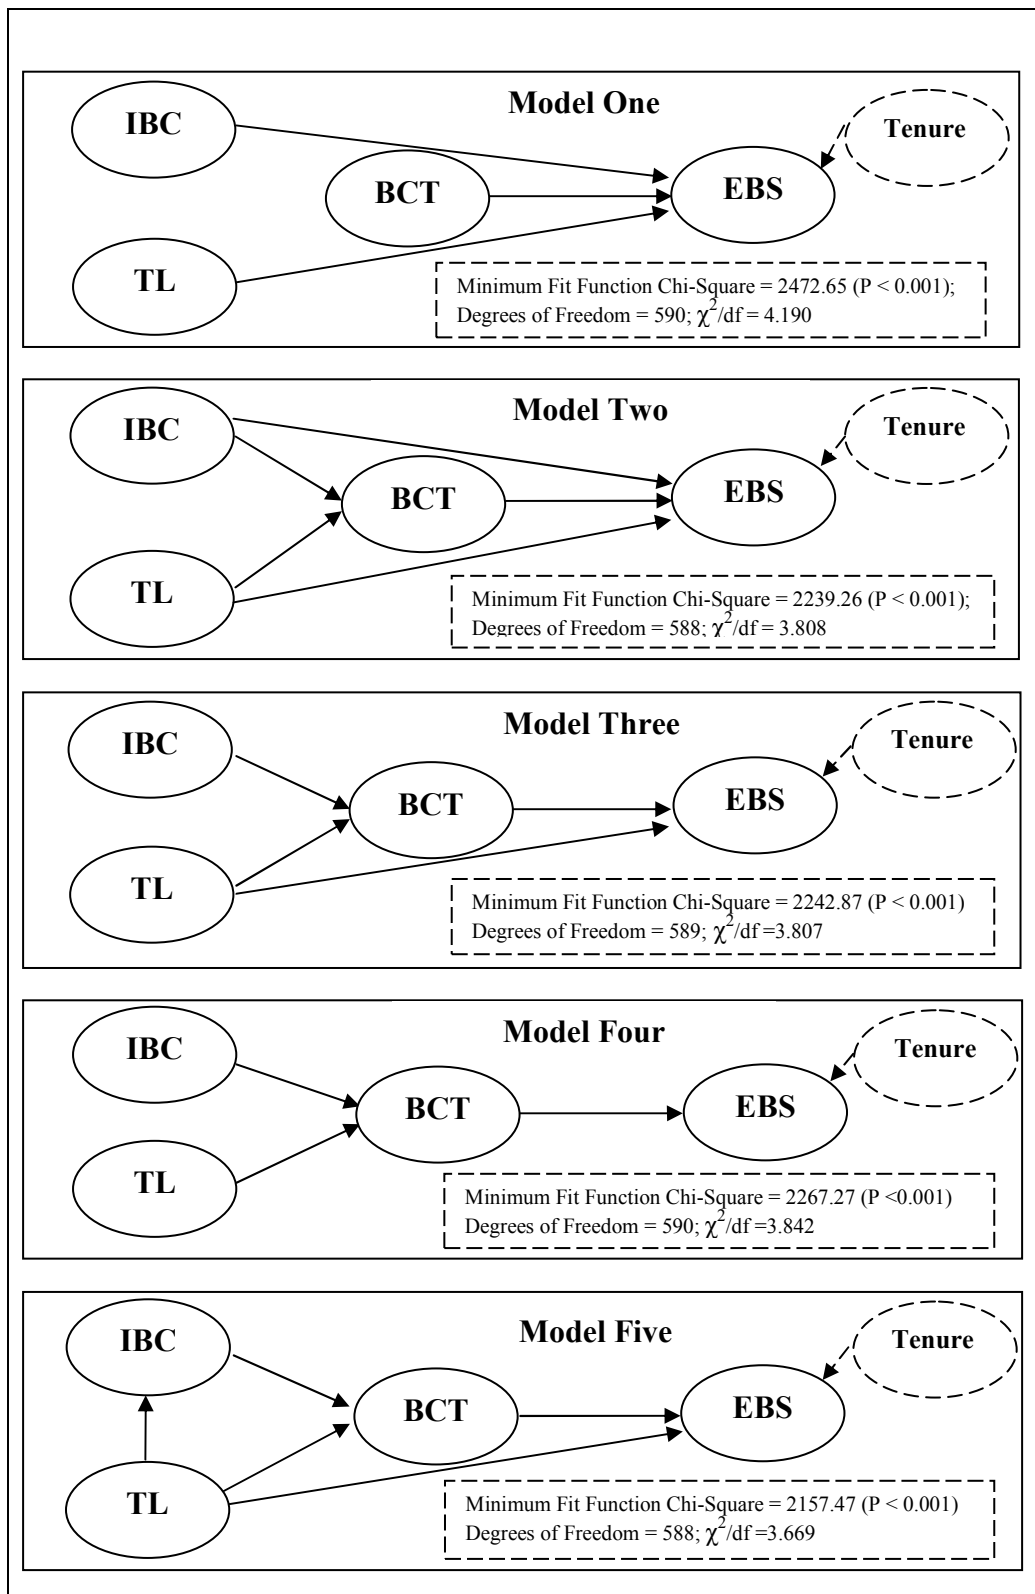 Model One
IBC
Tenure
BCT
EBS
TL
Minimum Fit Function Chi-Square = 2472.65 (P < 0.001);
Degrees of Freedom = 590; χ²/df = 4.190
Model Two
IBC
Tenure
BCT
EBS
TL
Minimum Fit Function Chi-Square = 2239.26 (P < 0.001);
Degrees of Freedom = 588; χ²/df = 3.808
Model Three
IBC
Tenure
BCT
EBS
TL
Minimum Fit Function Chi-Square = 2242.87 (P < 0.001)
Degrees of Freedom = 589; χ²/df =3.807
Model Four
IBC
Tenure
BCT
EBS
TL
Minimum Fit Function Chi-Square = 2267.27 (P <0.001)
Degrees of Freedom = 590; χ²/df =3.842
Model Five
IBC
Tenure
BCT
EBS
TL
Minimum Fit Function Chi-Square = 2157.47 (P < 0.001)
Degrees of Freedom = 588; χ²/df =3.669